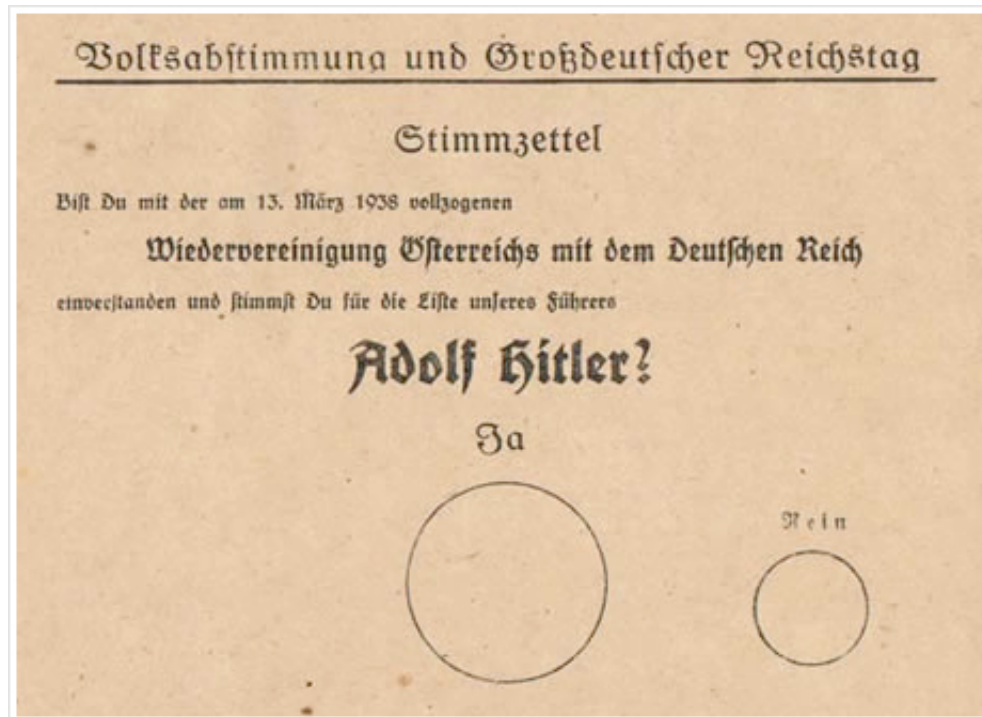 Volksabstimmung und Großdeutscher Reichstag
Stimmzettel
Bist Du mit der am 13. März 1938 vollzogenen
Wiedervereinigung Österreichs mit dem Deutschen Reich
einverstanden und stimmst Du für die Liste unseres Führers
Adolf Hitler?
Ja
Nein